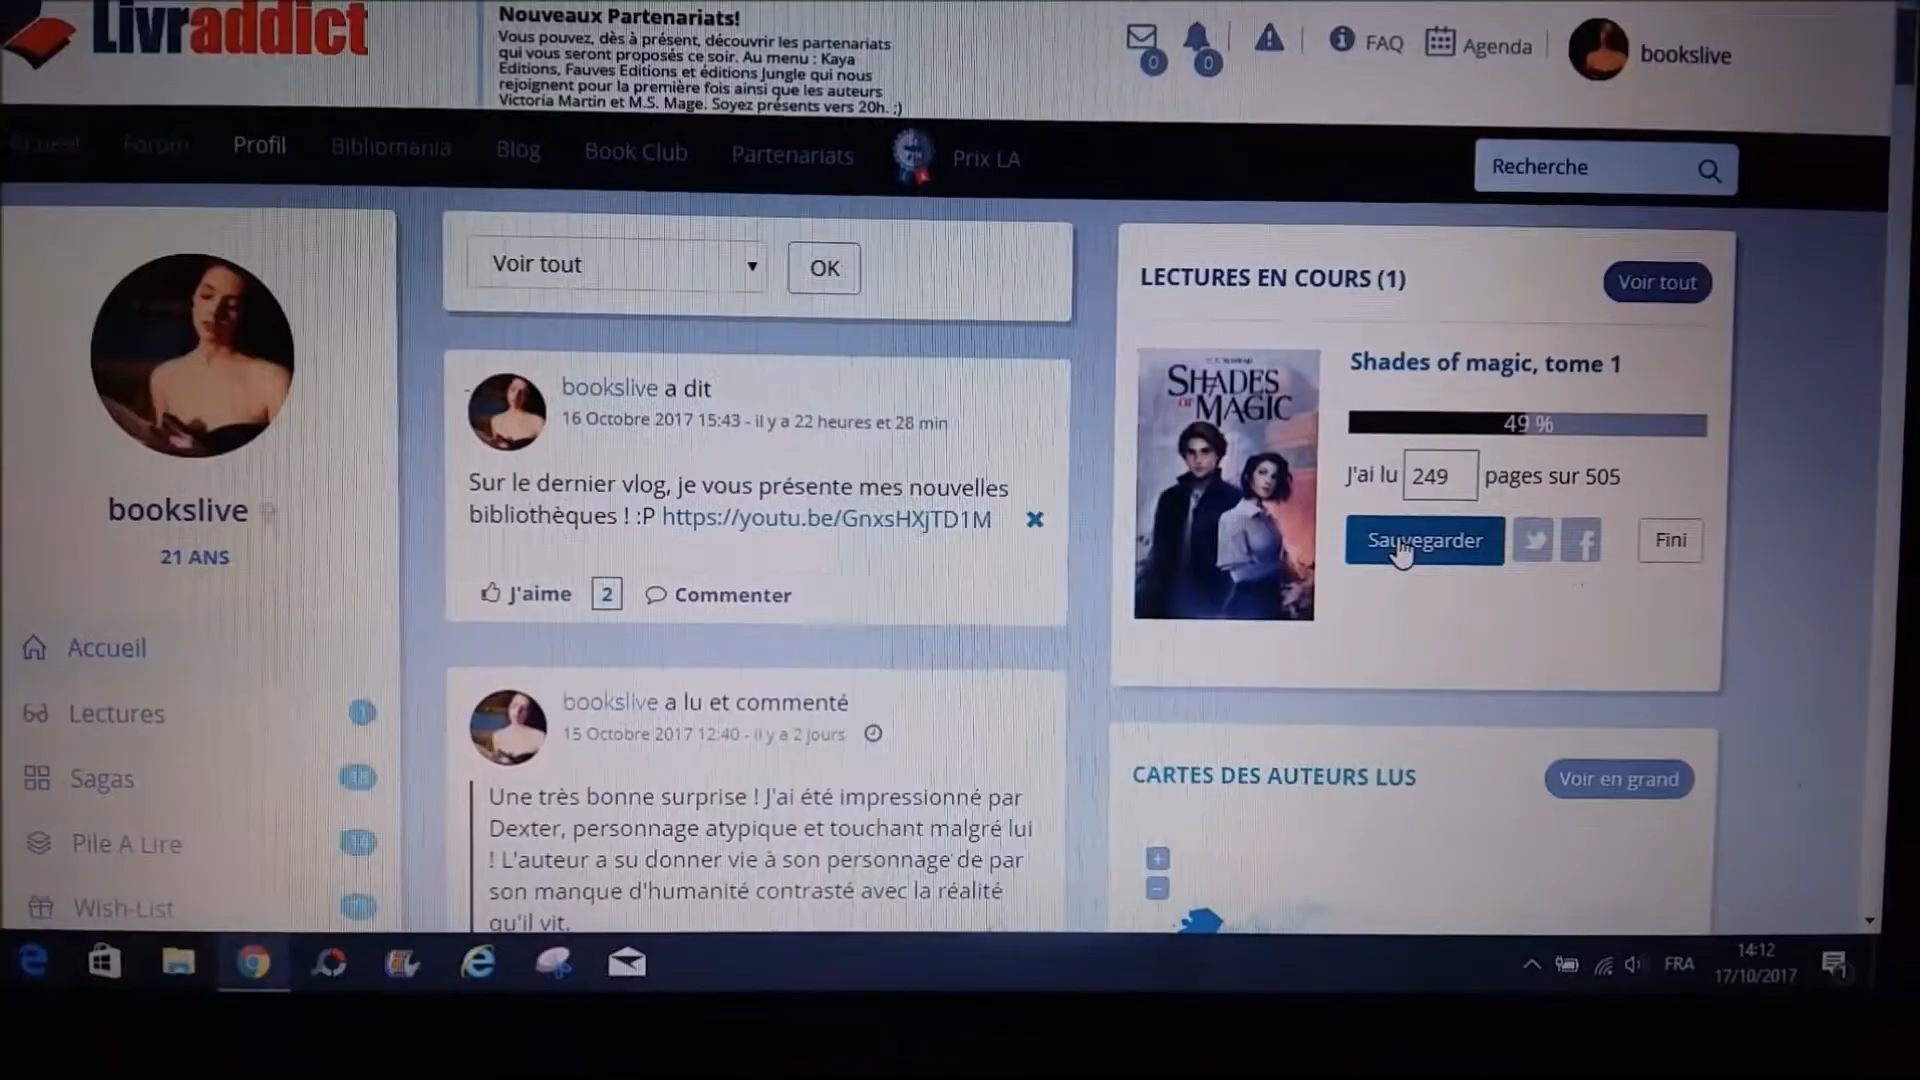 Livraddict
Nouveaux Partenariats!
Vous pouvez, dès à présent, découvrir les partenariats
qui vous seront proposés ce soir. Au menu : Kaya
Editions, Fauves Editions et éditions Jungle qui nous
rejoignent pour la première fois ainsi que les auteurs
Victoria Martin et M.S. Mage. Soyez présents vers 20h. ;)
0
0
FAQ
Agenda
bookslive
Accueil
Forum
Profil
Bibliomania
Blog
Book Club
Partenariats
Prix LA
Recherche
bookslive
21 ANS
Accueil
Lectures
Sagas
Pile A Lire
Wish-List
Voir tout
OK
bookslive a dit
16 Octobre 2017 15:43 - il y a 22 heures et 28 min
Sur le dernier vlog, je vous présente mes nouvelles
bibliothèques ! :P https://youtu.be/GnxsHXjTD1M
J'aime 2 Commenter
bookslive a lu et commenté
15 Octobre 2017 12:40 - il y a 2 jours
Une très bonne surprise ! J'ai été impressionné par
Dexter, personnage atypique et touchant malgré lui
! L'auteur a su donner vie à son personnage de par
son manque d'humanité contrasté avec la réalité
qu'il vit.
LECTURES EN COURS (1)
Voir tout
SHADES
OF MAGIC
Shades of magic, tome 1
49 %
J'ai lu 249 pages sur 505
Sauvegarder
Fini
CARTES DES AUTEURS LUS
Voir en grand
+
−
FRA
14:12
17/10/2017
1